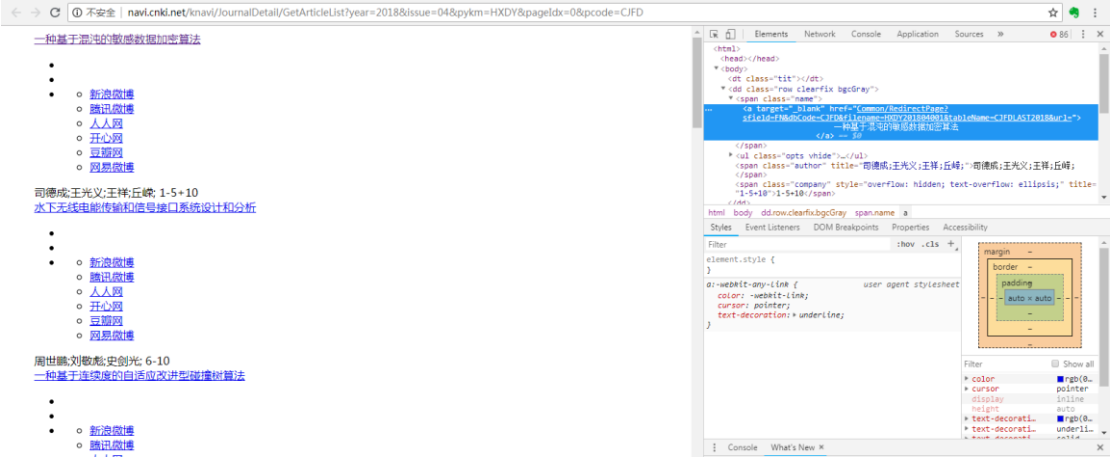 不安全 | navi.cnki.net/knavi/JournalDetail/GetArticleList?year=2018&issue=04&pykm=HXDY&pageIdx=0&pcode=CJFD
一种基于混沌的敏感数据加密算法
新浪微博
腾讯微博
人人网
开心网
豆瓣网
网易微博
司德成;王光义;王祥;丘嵘; 1-5+10
水下无线电能传输和信号接口系统设计和分析
新浪微博
腾讯微博
人人网
开心网
豆瓣网
网易微博
周世鹏;刘敬彪;史剑光; 6-10
一种基于连续度的自适应改进型碰撞树算法
新浪微博
腾讯微博
Elements Network Console Application Sources » 86
<html>
<head></head>
▼<body>
<dt class="tit"></dt>
▼<dd class="row clearfix bgGray">
▼<span class="name">
… <a target="_blank" href="Common/RedirectPage?
sfield=FN&dbCode=CJFD&filename=HXDY201804001&tableName=CJFDLAST2018&url=">
一种基于混沌的敏感数据加密算法
</a> == $0
</span>
▶<ul class="opts vhide">…</ul>
<span class="author" title="司德成;王光义;王祥;丘嵘;">司德成;王光义;王祥;丘嵘;
</span>
<span class="company" style="overflow: hidden; text-overflow: ellipsis;" title=
"1-5+10">1-5+10</span>
</dd>
html body dd.row.clearfix.bgGray span.name a
Styles Event Listeners DOM Breakpoints Properties Accessibility
Filter :hov .cls +
element.style {
}
a:-webkit-any-link { user agent stylesheet
color: -webkit-link;
cursor: pointer;
text-decoration:▶ underline;
}
margin –
border –
padding –
– – – auto × auto – – –
–
–
–
Filter Show all
▶ color rgb(0…
▶ cursor pointer
display inline
height auto
▶ text-decorati… rgb(0…
▶ text-decorati… underli…
▶ text-decorati… solid
Console What's New ×